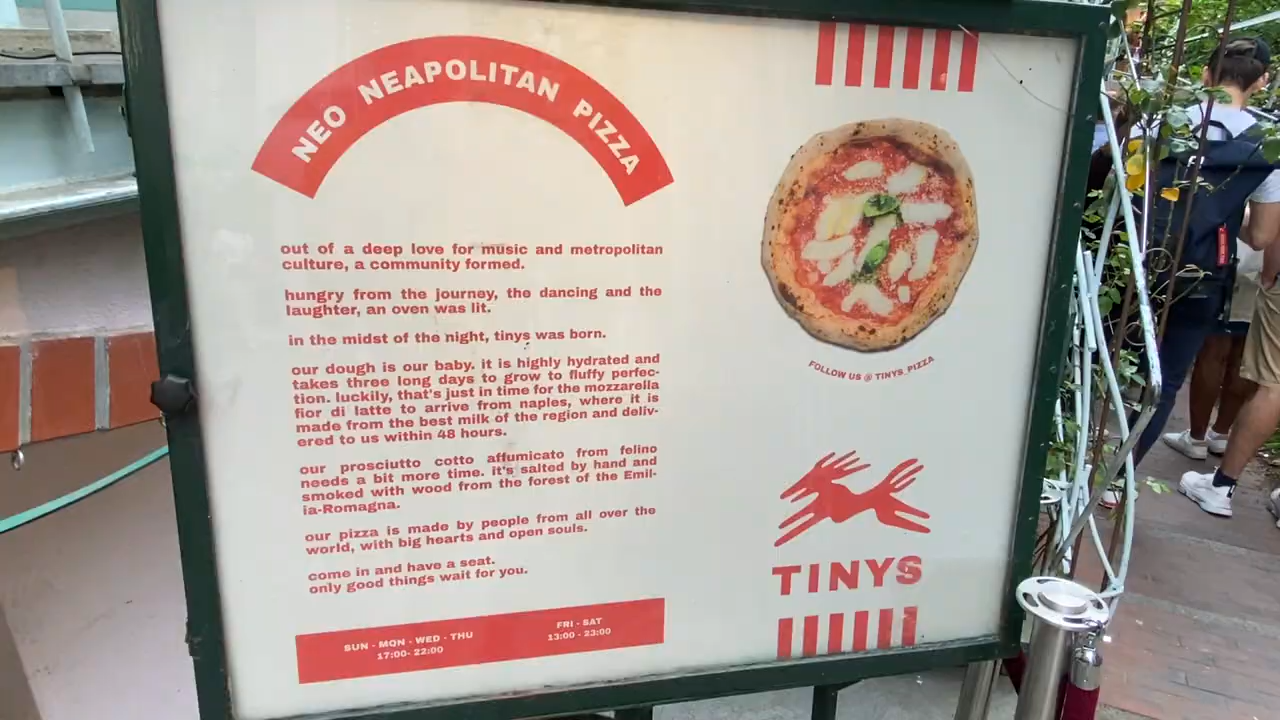 NEO NEAPOLITAN PIZZA
out of a deep love for music and metropolitan
culture, a community formed.
hungry from the journey, the dancing and the
laughter, an oven was lit.
in the midst of the night, tinys was born.
our dough is our baby. it is highly hydrated and
takes three long days to grow to fluffy perfec-
tion. luckily, that's just in time for the mozzarella
fior di latte to arrive from naples, where it is
made from the best milk of the region and deliv-
ered to us within 48 hours.
our prosciutto cotto affumicato from felino
needs a bit more time. it's salted by hand and
smoked with wood from the forest of the Emil-
ia-Romagna.
our pizza is made by people from all over the
world, with big hearts and open souls.
come in and have a seat.
only good things wait for you.
SUN - MON - WED - THU
17:00- 22:00
FRI - SAT
13:00 - 23:00
FOLLOW US @ TINYS_PIZZA
TINYS